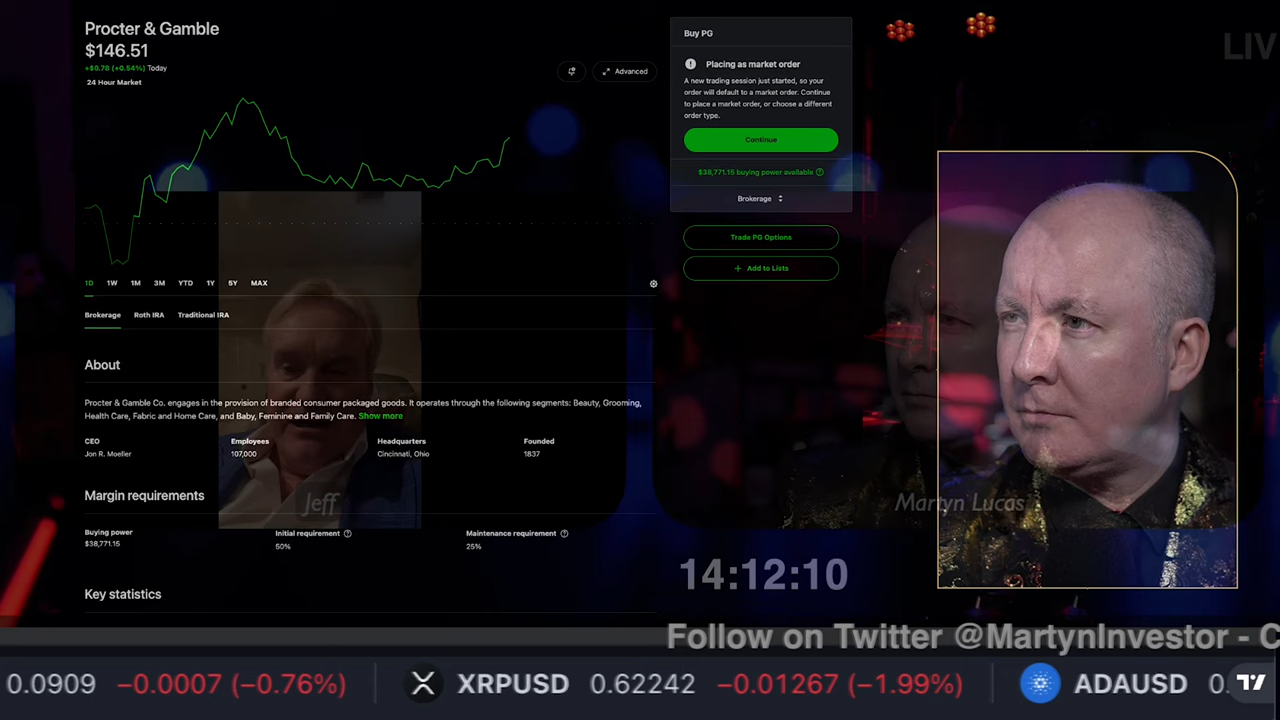 Procter & Gamble
$146.51
+$0.78 (+0.54%) Today
24 Hour Market
Advanced
1D 1W 1M 3M YTD 1Y 5Y MAX
Brokerage Roth IRA Traditional IRA
About
Procter & Gamble Co. engages in the provision of branded consumer packaged goods. It operates through the following segments: Beauty, Grooming,
Health Care, Fabric and Home Care, and Baby, Feminine and Family Care. Show more
CEO Employees Headquarters Founded
Jon R. Moeller 107,000 Cincinnati, Ohio 1837
Margin requirements
Jeff
Buying power Initial requirement Maintenance requirement
$38,771.15 50% 25%
Key statistics
Buy PG
Placing as market order
A new trading session just started, so your
order will default to a market order. Continue
to place a market order, or choose a different
order type.
Continue
$38,771.15 buying power available
Brokerage
Trade PG Options
+ Add to Lists
LIV
Martyn Lucas
14:12:10
Follow on Twitter @MartynInvestor - C
0.0909 −0.0007 (−0.76%) XRPUSD 0.62242 −0.01267 (−1.99%) ADAUSD 0.